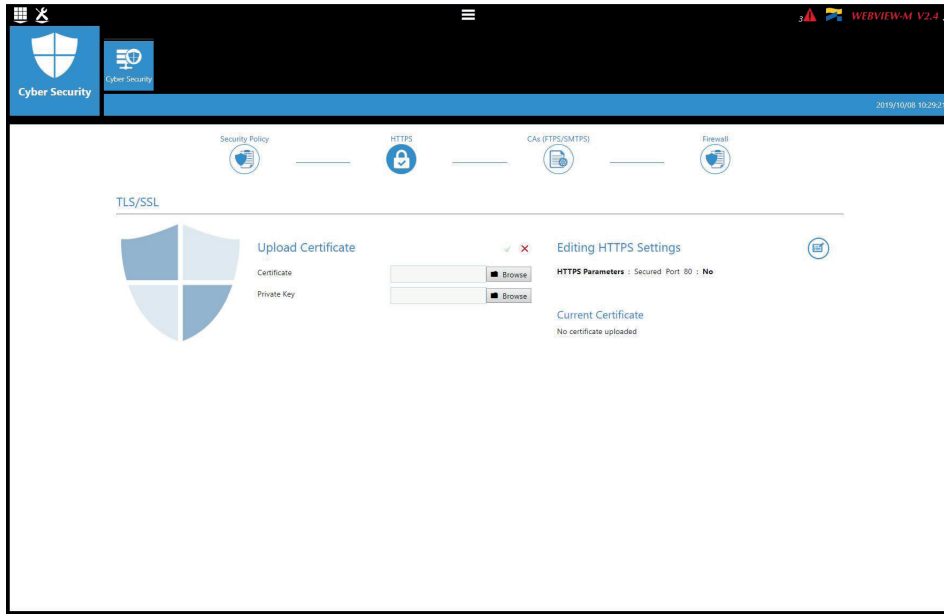 3
WEBVIEW-M V2.4
Cyber Security
Cyber Security
2019/10/08 10:29:21
Security Policy
HTTPS
CAs (FTPS/SMTPS)
Firewall
TLS/SSL
Upload Certificate
Certificate
Browse
Private Key
Browse
Editing HTTPS Settings
HTTPS Parameters : Secured Port 80 : No
Current Certificate
No certificate uploaded